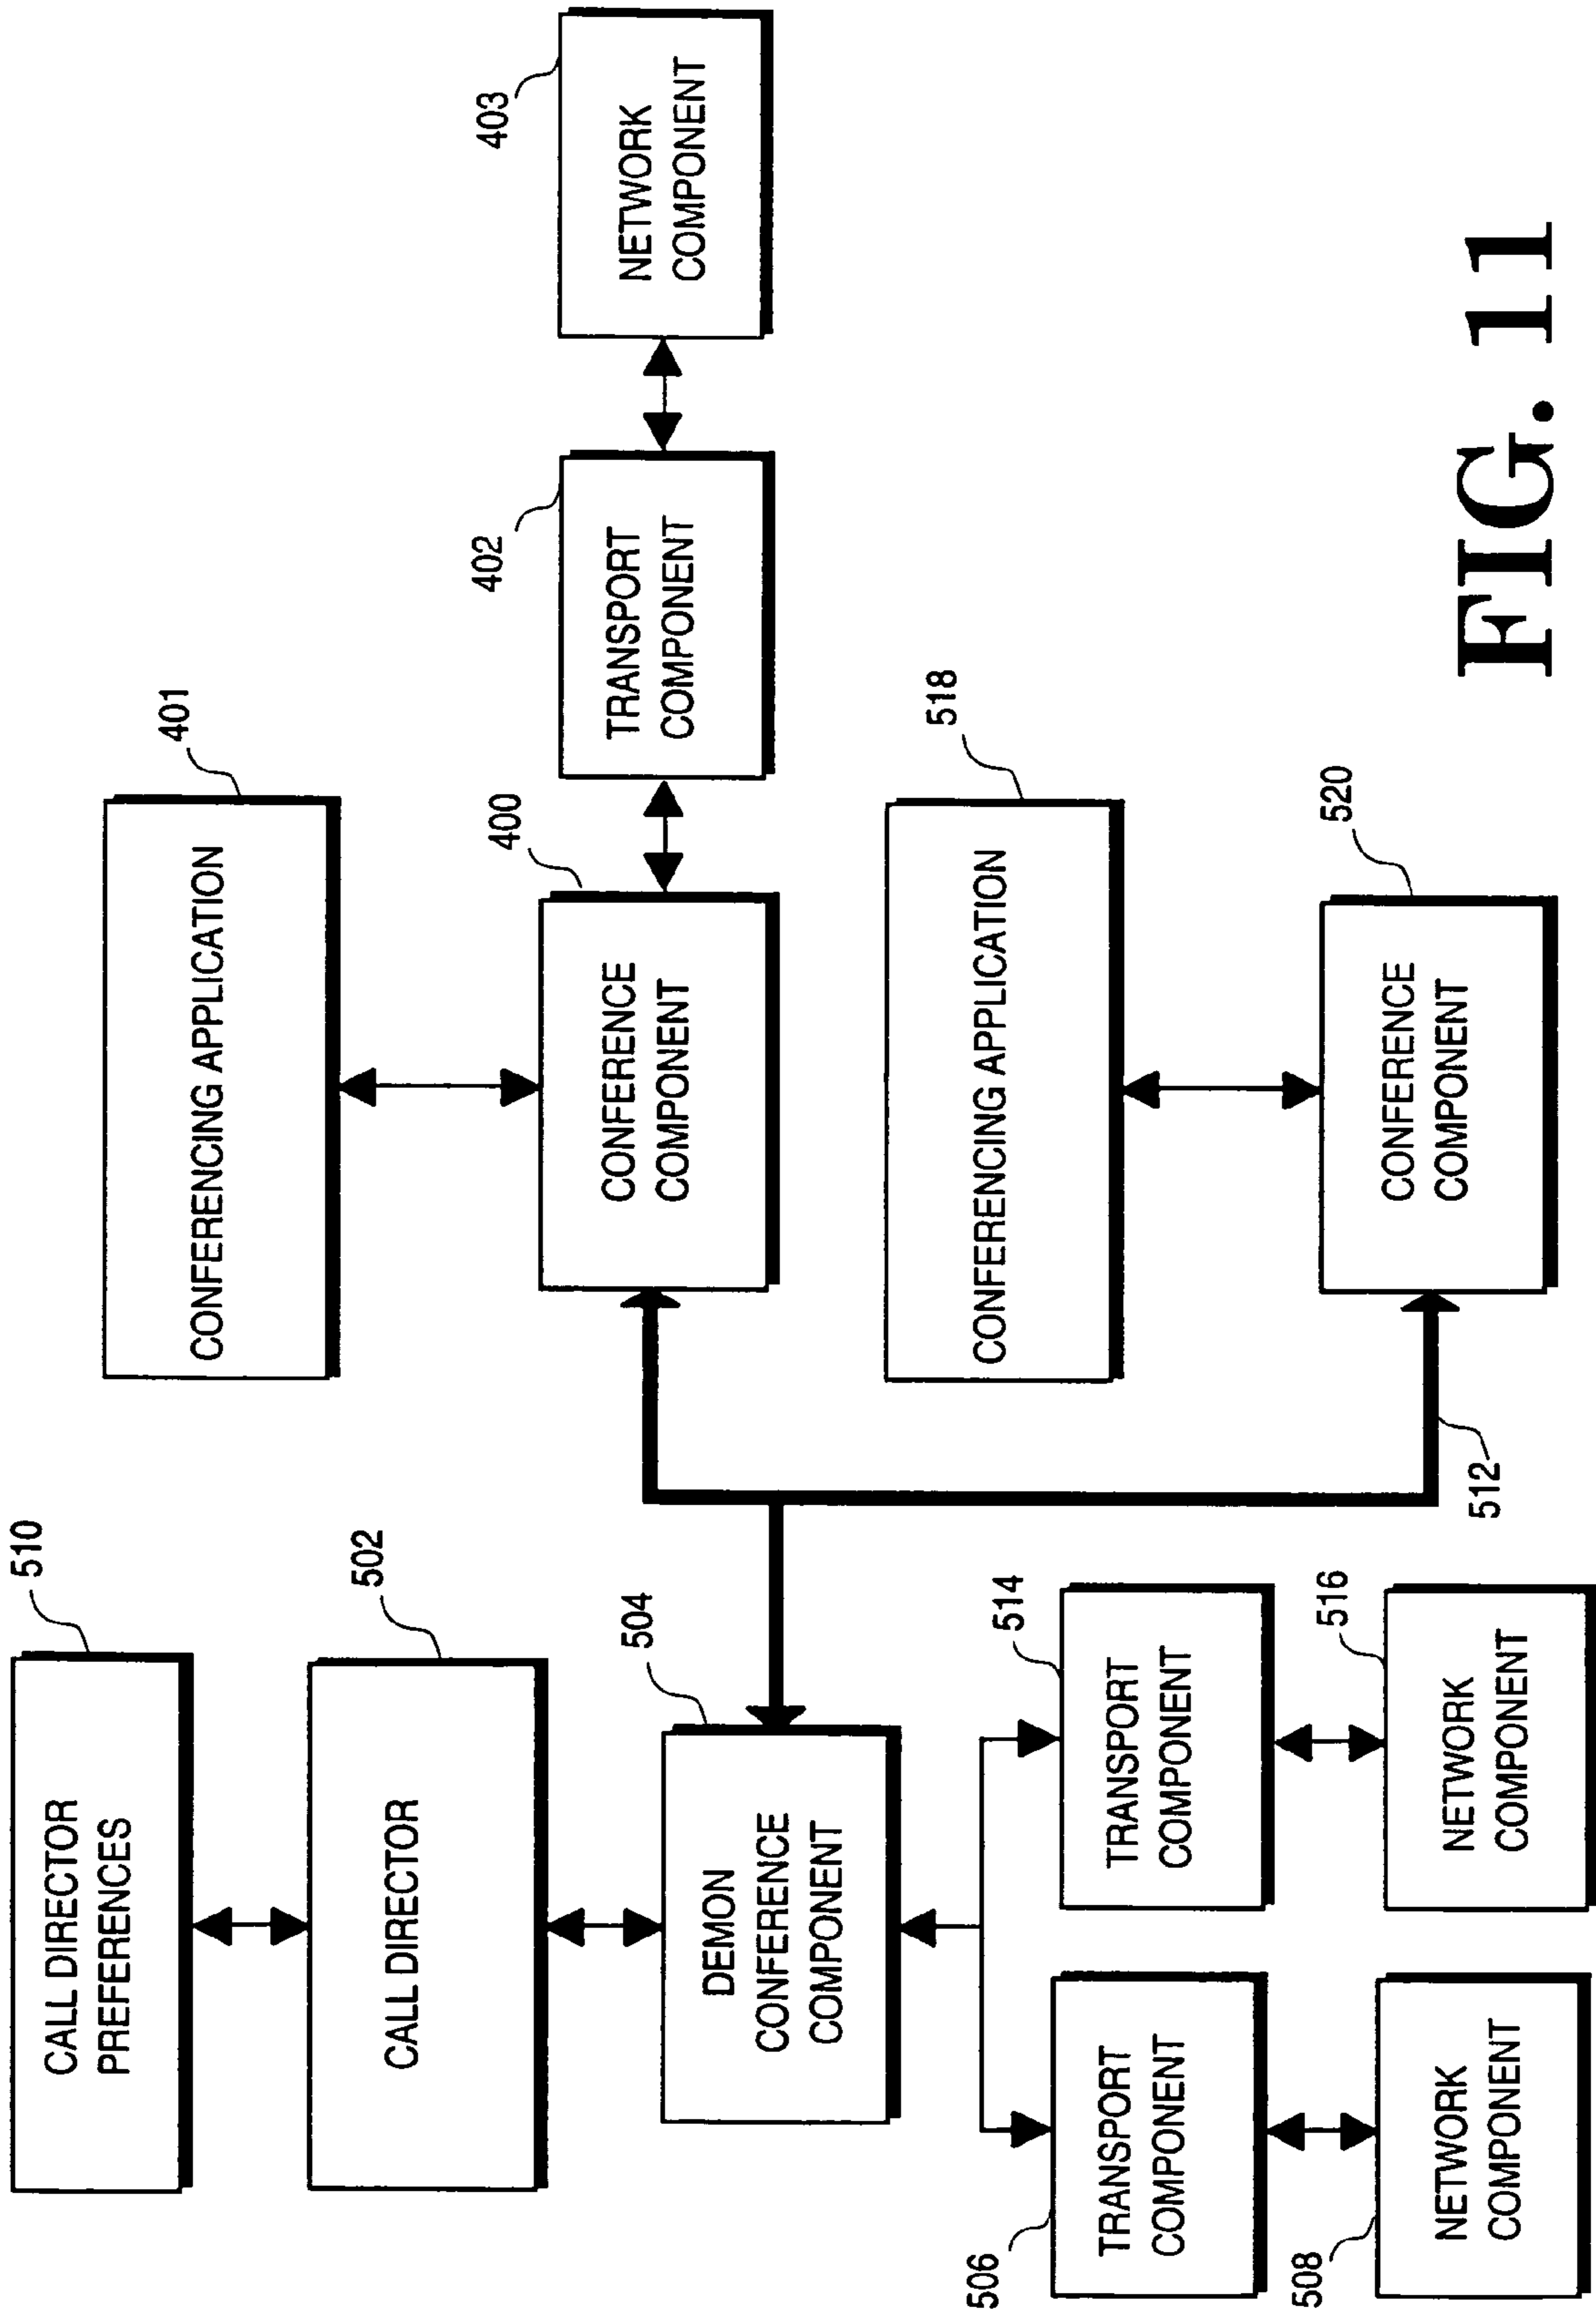 510
CALL DIRECTOR
PREFERENCES
502
CALL DIRECTOR
504
DEMON
CONFERENCE
COMPONENT
506
TRANSPORT
COMPONENT
514
TRANSPORT
COMPONENT
508
NETWORK
COMPONENT
516
NETWORK
COMPONENT
512
401
CONFERENCING APPLICATION
400
CONFERENCE
COMPONENT
402
TRANSPORT
COMPONENT
403
NETWORK
COMPONENT
518
CONFERENCING APPLICATION
520
CONFERENCE
COMPONENT
FIG. 11